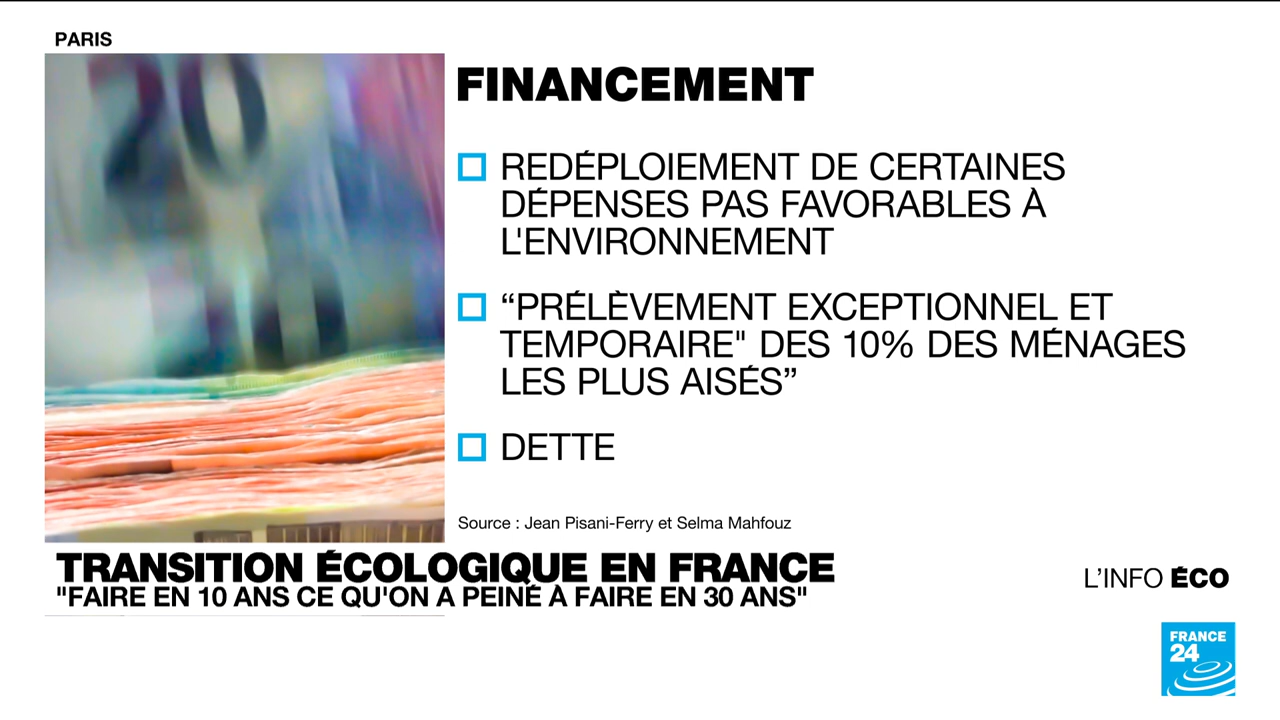 PARIS
FINANCEMENT
REDÉPLOIEMENT DE CERTAINES
DÉPENSES PAS FAVORABLES À
L'ENVIRONNEMENT
“PRÉLÈVEMENT EXCEPTIONNEL ET
TEMPORAIRE" DES 10% DES MÉNAGES
LES PLUS AISÉS”
DETTE
Source : Jean Pisani-Ferry et Selma Mahfouz
TRANSITION ÉCOLOGIQUE EN FRANCE
"FAIRE EN 10 ANS CE QU'ON A PEINÉ À FAIRE EN 30 ANS"
L'INFO ÉCO
FRANCE
24